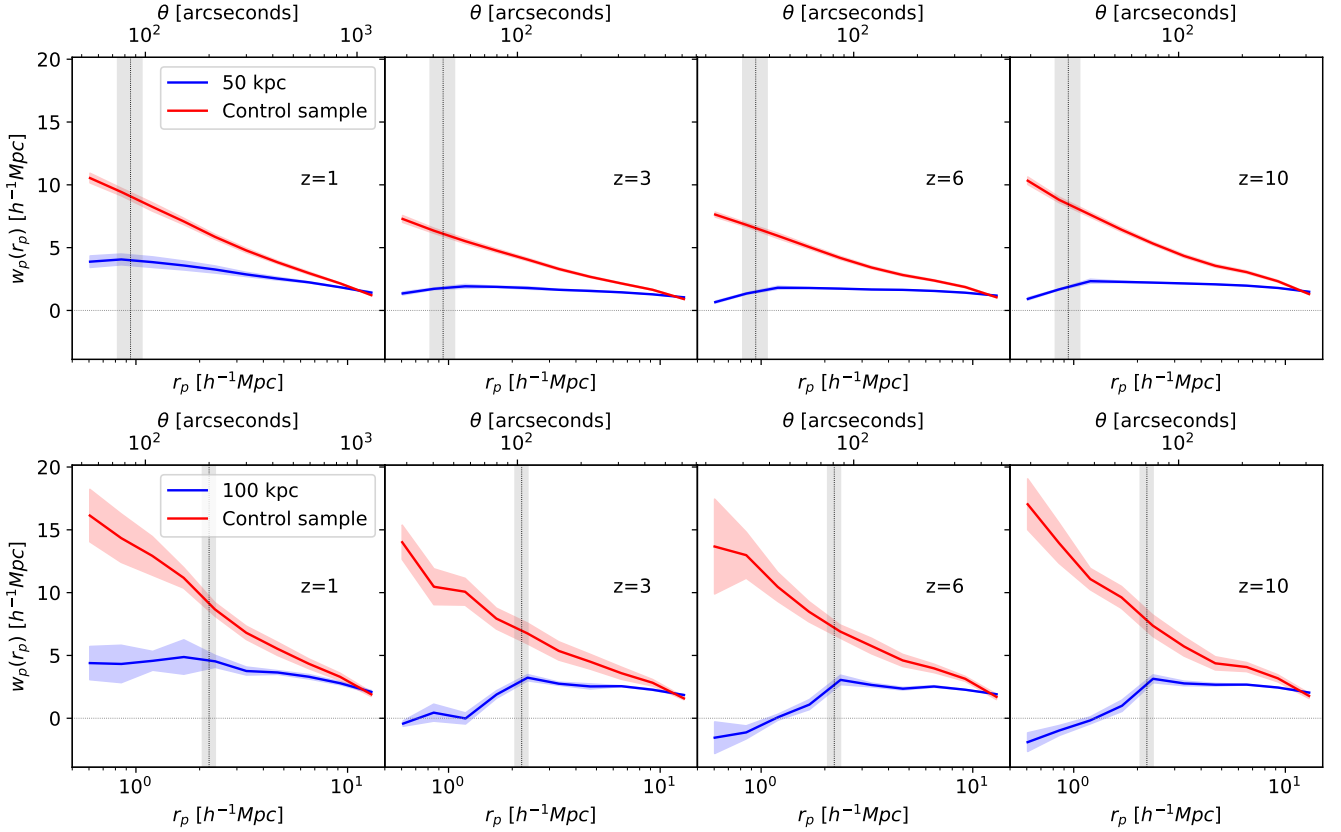 θ [arcseconds] θ [arcseconds] θ [arcseconds] θ [arcseconds]
10² 10³ 10² 10² 10²
20
15
10
5
0
w_p(r_p) [h⁻¹Mpc]
50 kpc
Control sample
z=1 z=3 z=6 z=10
r_p [h⁻¹Mpc] r_p [h⁻¹Mpc] r_p [h⁻¹Mpc] r_p [h⁻¹Mpc]
θ [arcseconds] θ [arcseconds] θ [arcseconds] θ [arcseconds]
10² 10³ 10² 10² 10²
20
15
10
5
0
w_p(r_p) [h⁻¹Mpc]
100 kpc
Control sample
z=1 z=3 z=6 z=10
10⁰ 10¹ 10⁰ 10¹ 10⁰ 10¹ 10⁰ 10¹
r_p [h⁻¹Mpc] r_p [h⁻¹Mpc] r_p [h⁻¹Mpc] r_p [h⁻¹Mpc]